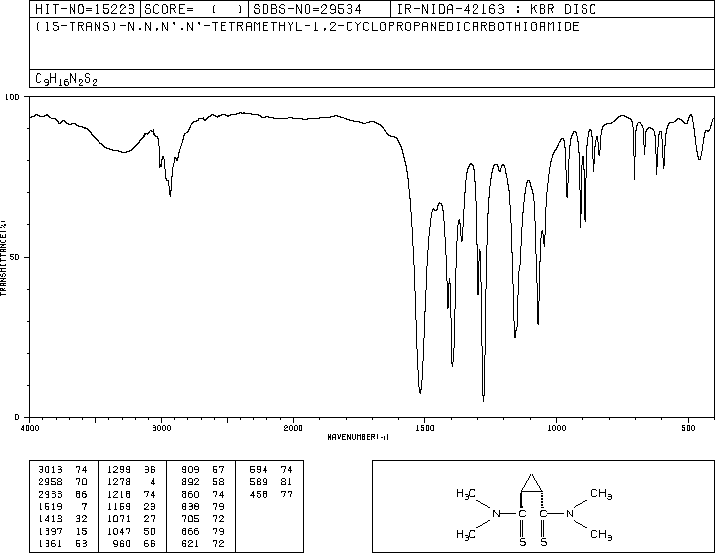 HIT-NO=15223 SCORE= ( ) SDBS-NO=29534 IR-NIDA-42163 : KBR DISC
(1S-TRANS)-N,N,N',N'-TETRAMETHYL-1,2-CYCLOPROPANEDICARBOTHIOAMIDE
C9H16N2S2
100
50
0
TRANSMITTANCE(%)
4000 3000 2000 1500 1000 500
WAVENUMBER(-1)
3013 74 1299 36 909 57 594 74
2958 70 1278 4 892 58 589 81
2933 66 1218 74 860 74 458 77
1519 7 1159 23 838 79
1413 32 1071 27 705 72
1397 15 1047 50 666 79
1361 53 960 66 621 72
H3C CH3
N C C N
H3C S S CH3